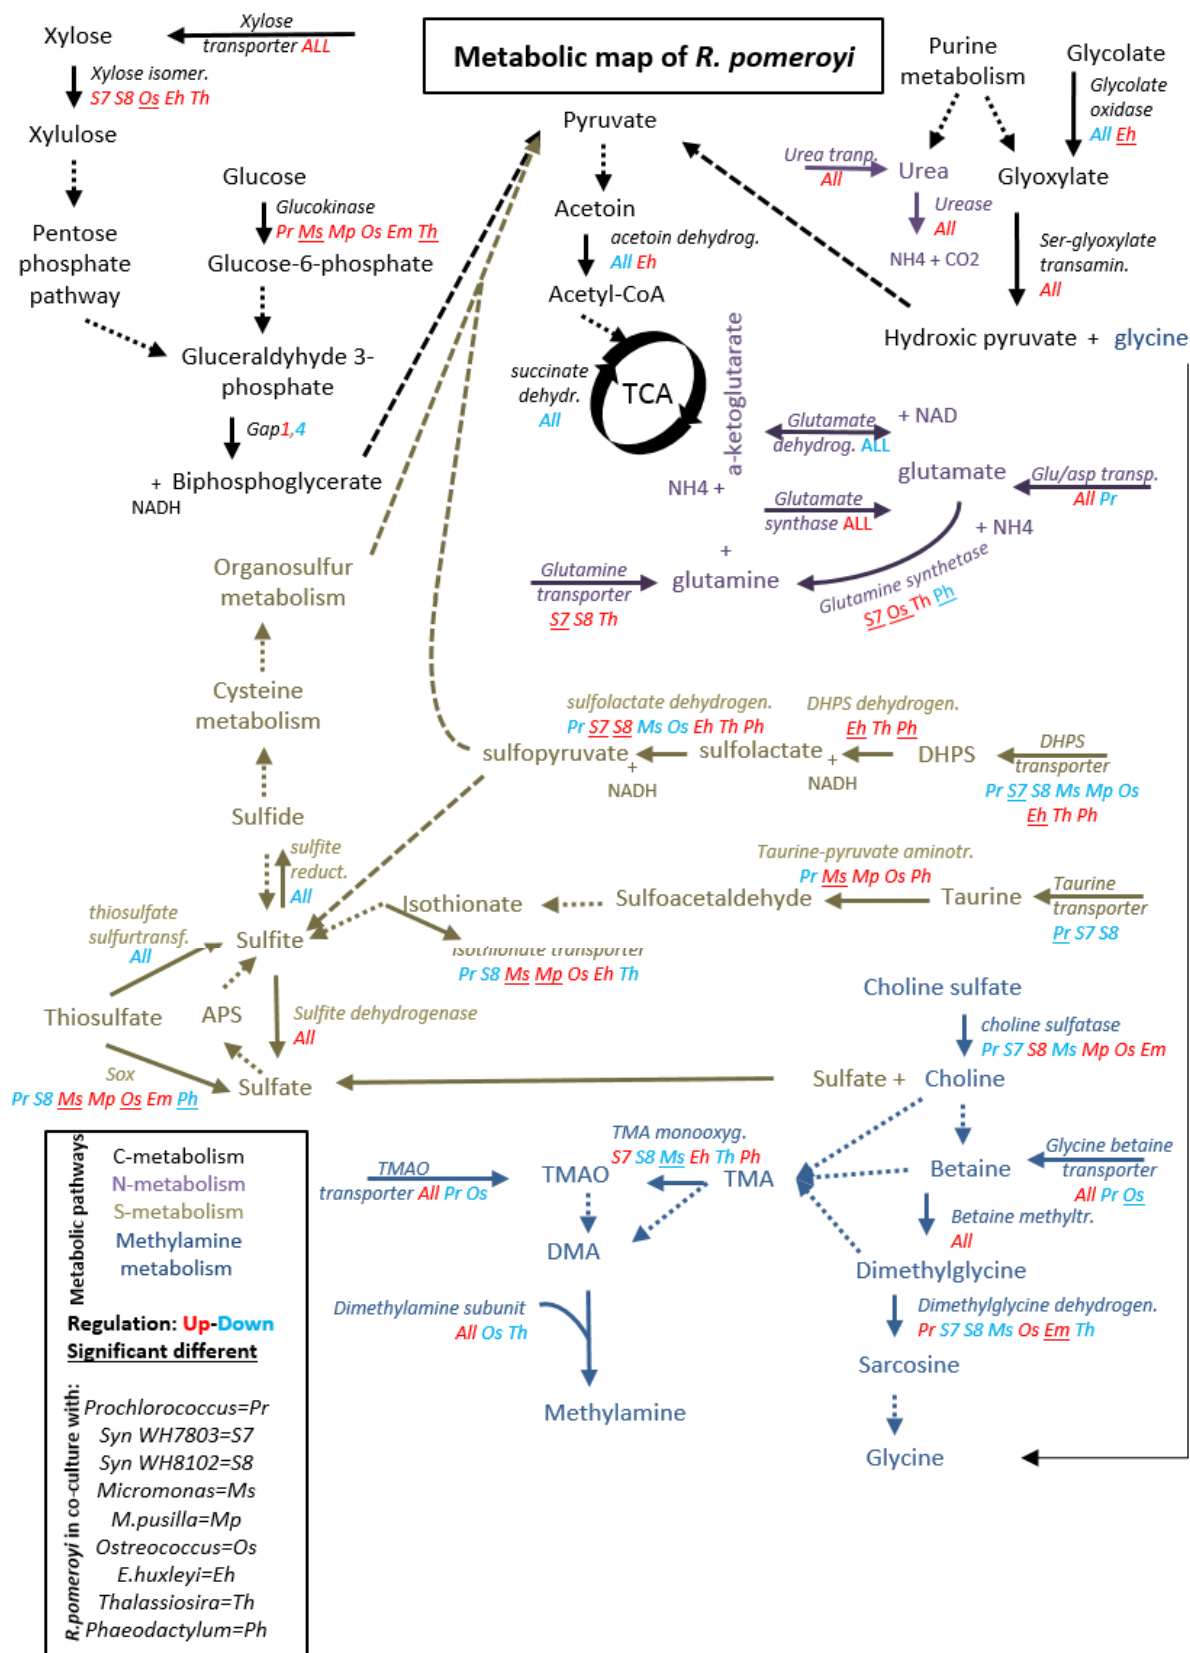 Metabolic map of R. pomeroyi
Xylose
Xylose
transporter ALL
Xylose isomer.
S7 S8 Os Eh Th
Xylulose
Pentose
phosphate
pathway
Glucose
Glucokinase
Pr Ms Mp Os Em Th
Glucose-6-phosphate
Gluceraldyhyde 3-
phosphate
Gap1,4
+ Biphosphoglycerate
NADH
Pyruvate
Acetoin
acetoin dehydrog.
All Eh
Acetyl-CoA
succinate
dehydr.
All
TCA
Purine
metabolism
Glycolate
Glycolate
oxidase
All Eh
Urea tranp.
All
Urea
Glyoxylate
Urease
All
NH4 + CO2
Ser-glyoxylate
transamin.
All
Hydroxic pyruvate + glycine
a-ketoglutarate
Glutamate
dehydrog. ALL
+ NAD
glutamate
NH4 +
Glutamate
synthase ALL
Glu/asp transp.
All Pr
+ NH4
+
glutamine
Glutamine
transporter
S7 S8 Th
Glutamine synthetase
S7 Os Th Ph
Organosulfur
metabolism
Cysteine
metabolism
Sulfide
sulfite
reduct.
All
sulfolactate dehydrogen.
Pr S7 S8 Ms Os Eh Th Ph
DHPS dehydrogen.
Eh Th Ph
sulfopyruvate
+
NADH
sulfolactate
+
NADH
DHPS
DHPS
transporter
Pr S7 S8 Ms Mp Os
Eh Th Ph
Taurine-pyruvate aminotr.
Pr Ms Mp Os Ph
Isothionate
Sulfoacetaldehyde
Taurine
Taurine
transporter
Pr S7 S8
thiosulfate
sulfurtransf.
All
Sulfite
Isothionate transporter
Pr S8 Ms Mp Os Eh Th
Thiosulfate
APS
Sulfite dehydrogenase
All
Sox
Pr S8 Ms Mp Os Em Ph
Sulfate
Choline sulfate
choline sulfatase
Pr S7 S8 Ms Mp Os Em
Sulfate + Choline
TMAO
transporter All Pr Os
TMA monooxyg.
S7 S8 Ms Eh Th Ph
TMAO
TMA
Betaine
Glycine betaine
transporter
All Pr Os
DMA
Betaine methyltr.
All
Dimethylglycine
Dimethylamine subunit
All Os Th
Dimethylglycine dehydrogen.
Pr S7 S8 Ms Os Em Th
Sarcosine
Methylamine
Glycine
Metabolic pathways
C-metabolism
N-metabolism
S-metabolism
Methylamine
metabolism
Regulation: Up-Down
Significant different
R.pomeroyi in co-culture with:
Prochlorococcus=Pr
Syn WH7803=S7
Syn WH8102=S8
Micromonas=Ms
M.pusilla=Mp
Ostreococcus=Os
E.huxleyi=Eh
Thalassiosira=Th
Phaeodactylum=Ph